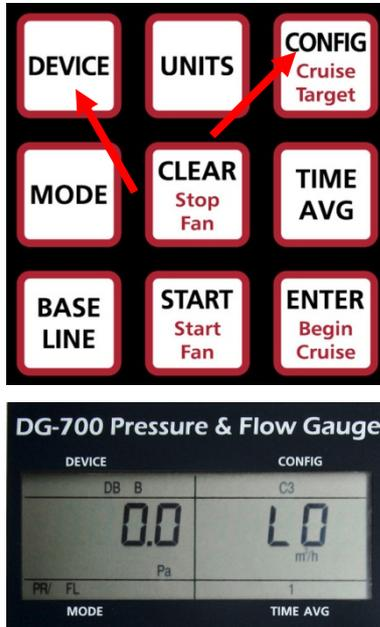 DEVICE
UNITS
CONFIG
Cruise
Target
MODE
CLEAR
Stop
Fan
TIME
AVG
BASE
LINE
START
Start
Fan
ENTER
Begin
Cruise
DG-700 Pressure & Flow Gauge
DEVICE CONFIG
DB B C3
0.0 LO
Pa m³/h
PR/ FL 1
MODE TIME AVG